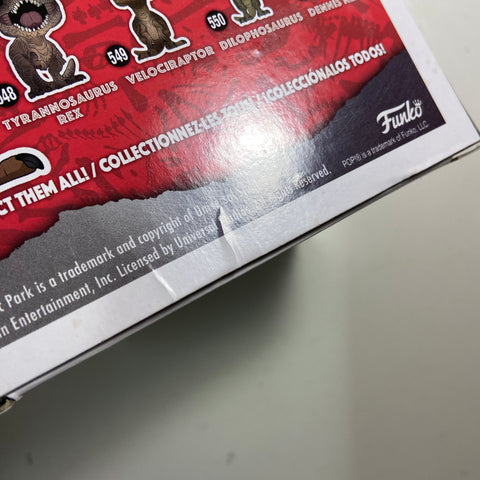 548 549 550
TYRANNOSAURUS
REX
VELOCIRAPTOR
DILOPHOSAURUS
DENNIS
CT THEM ALL! / COLLECTIONNEZ-LES TOUS! / ¡COLECCIÓNALOS TODOS!
Funko
POP!® is a trademark of Funko, LLC.
Park is a trademark and copyright of Reserved.
Entertainment, Inc. Licensed by